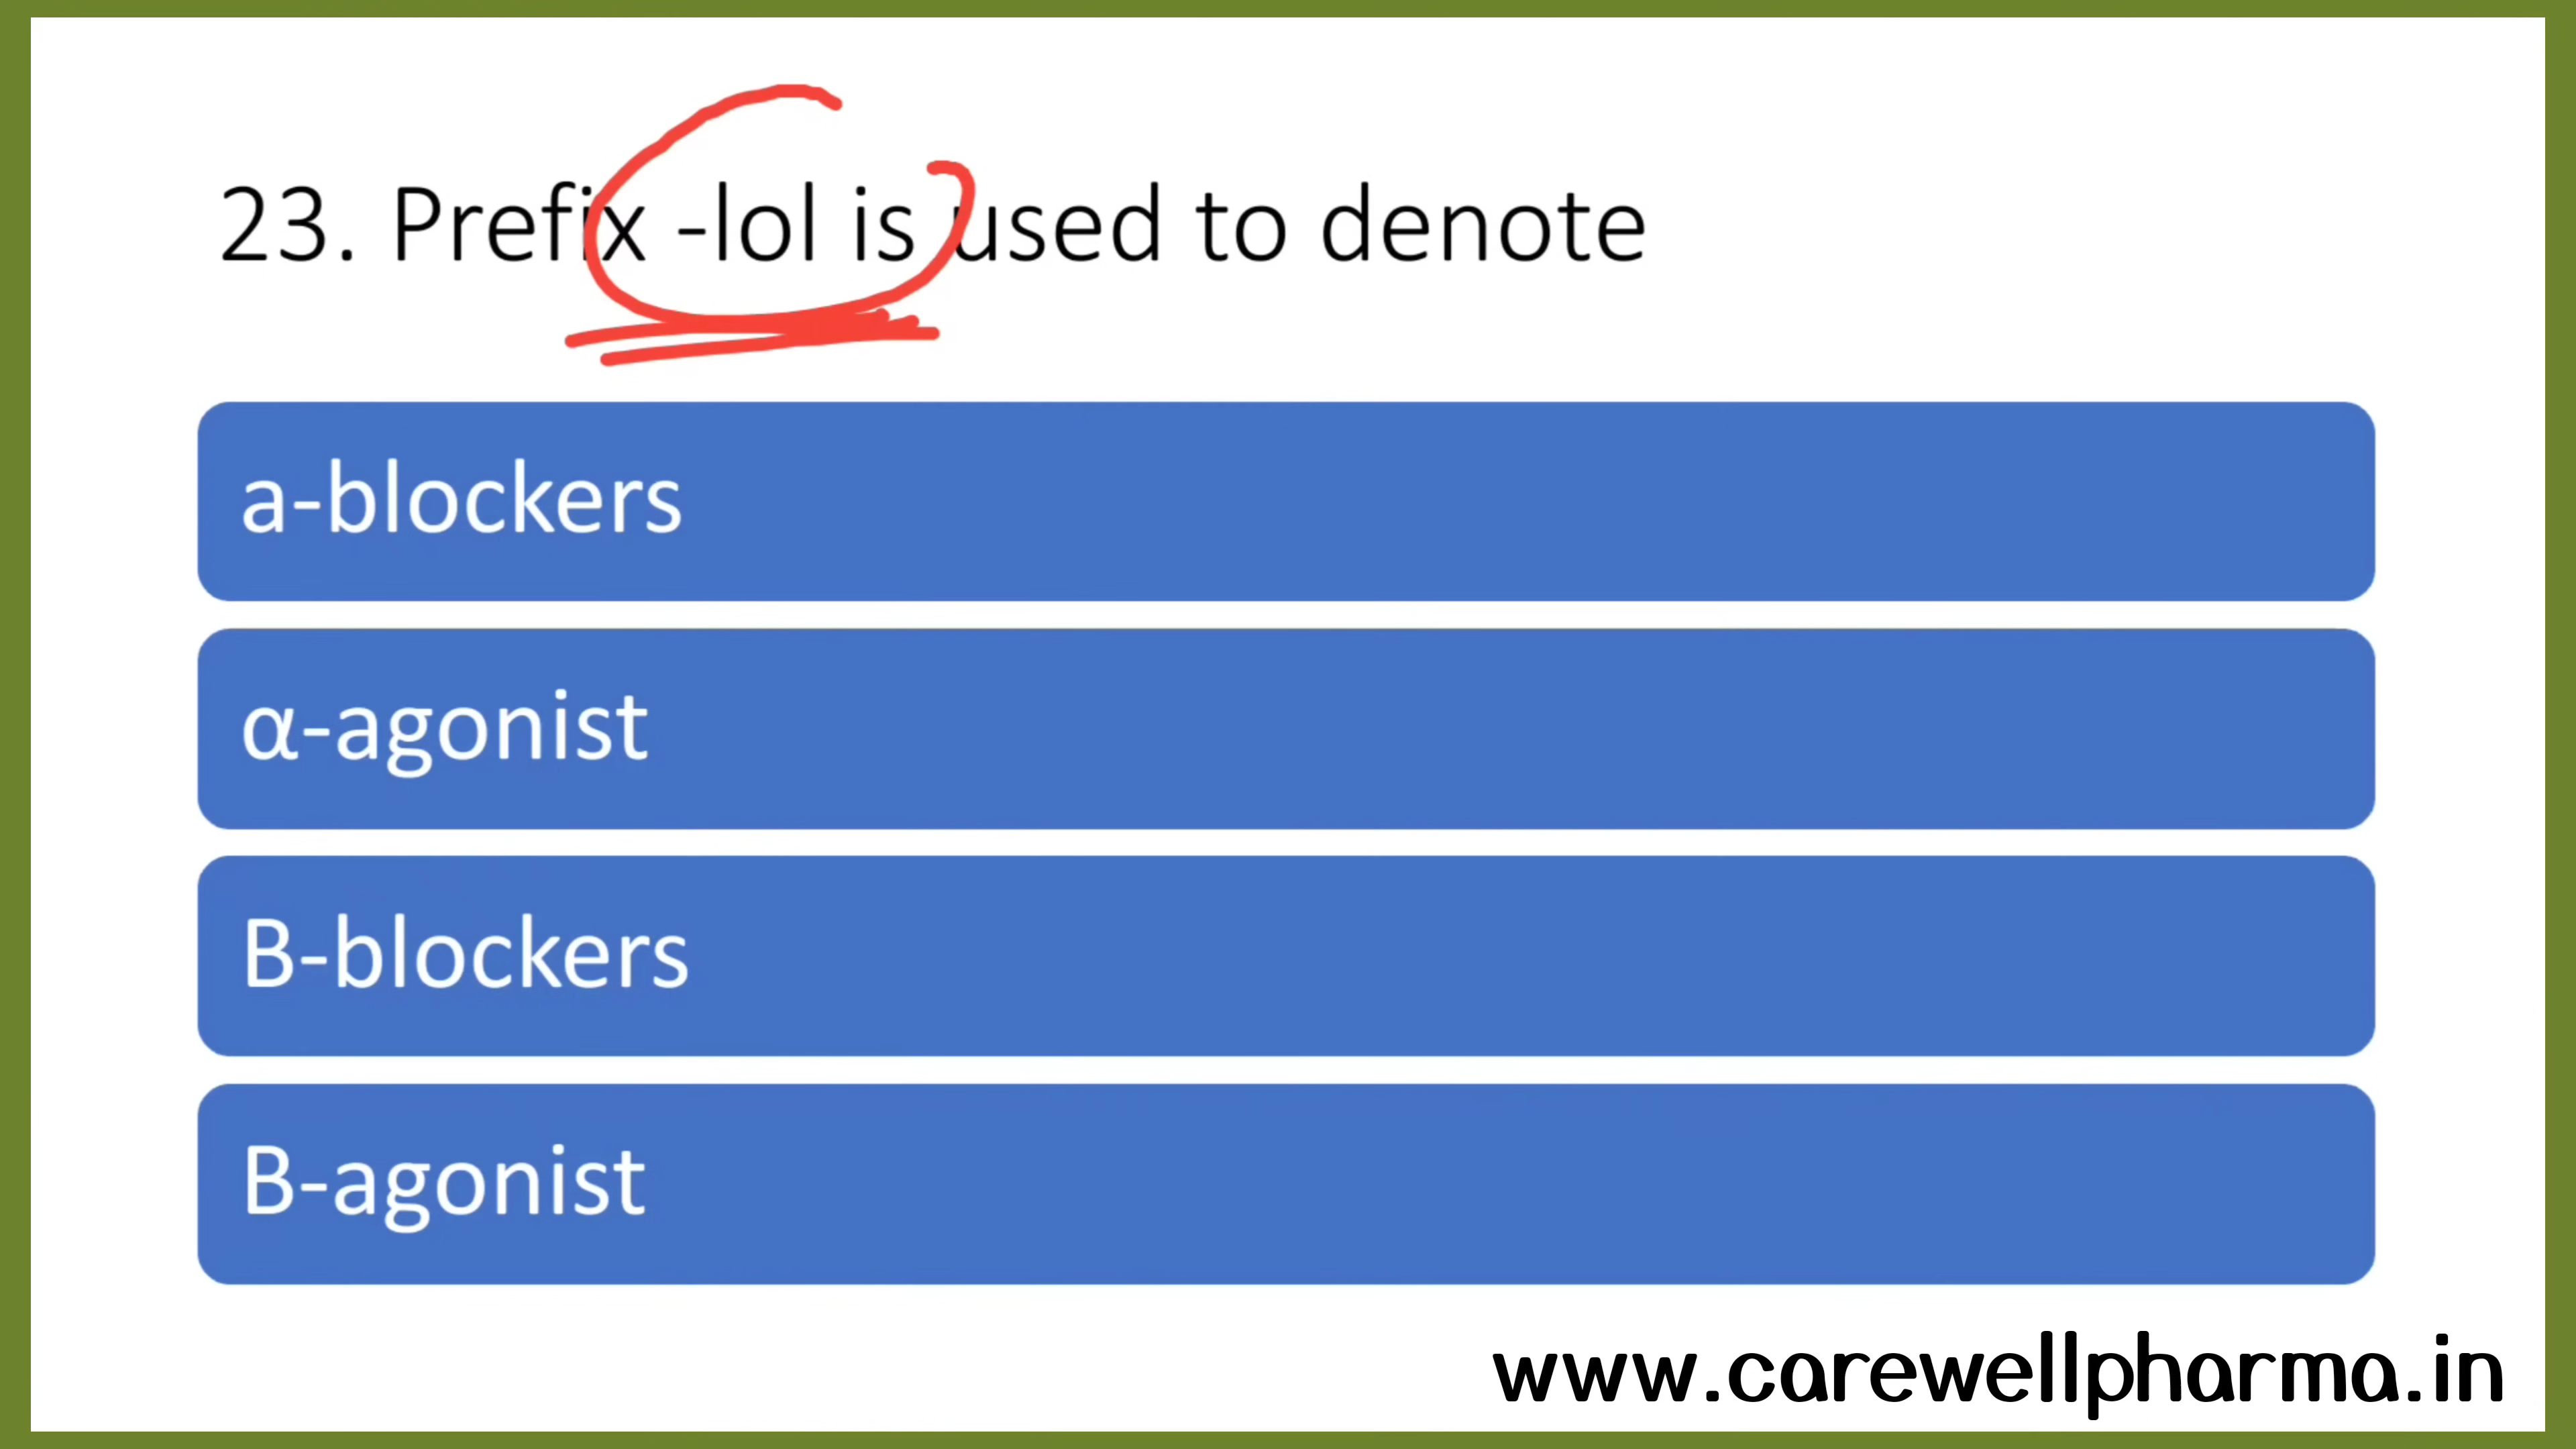 23. Prefix -lol is used to denote
a-blockers
α-agonist
B-blockers
B-agonist
www.carewellpharma.in